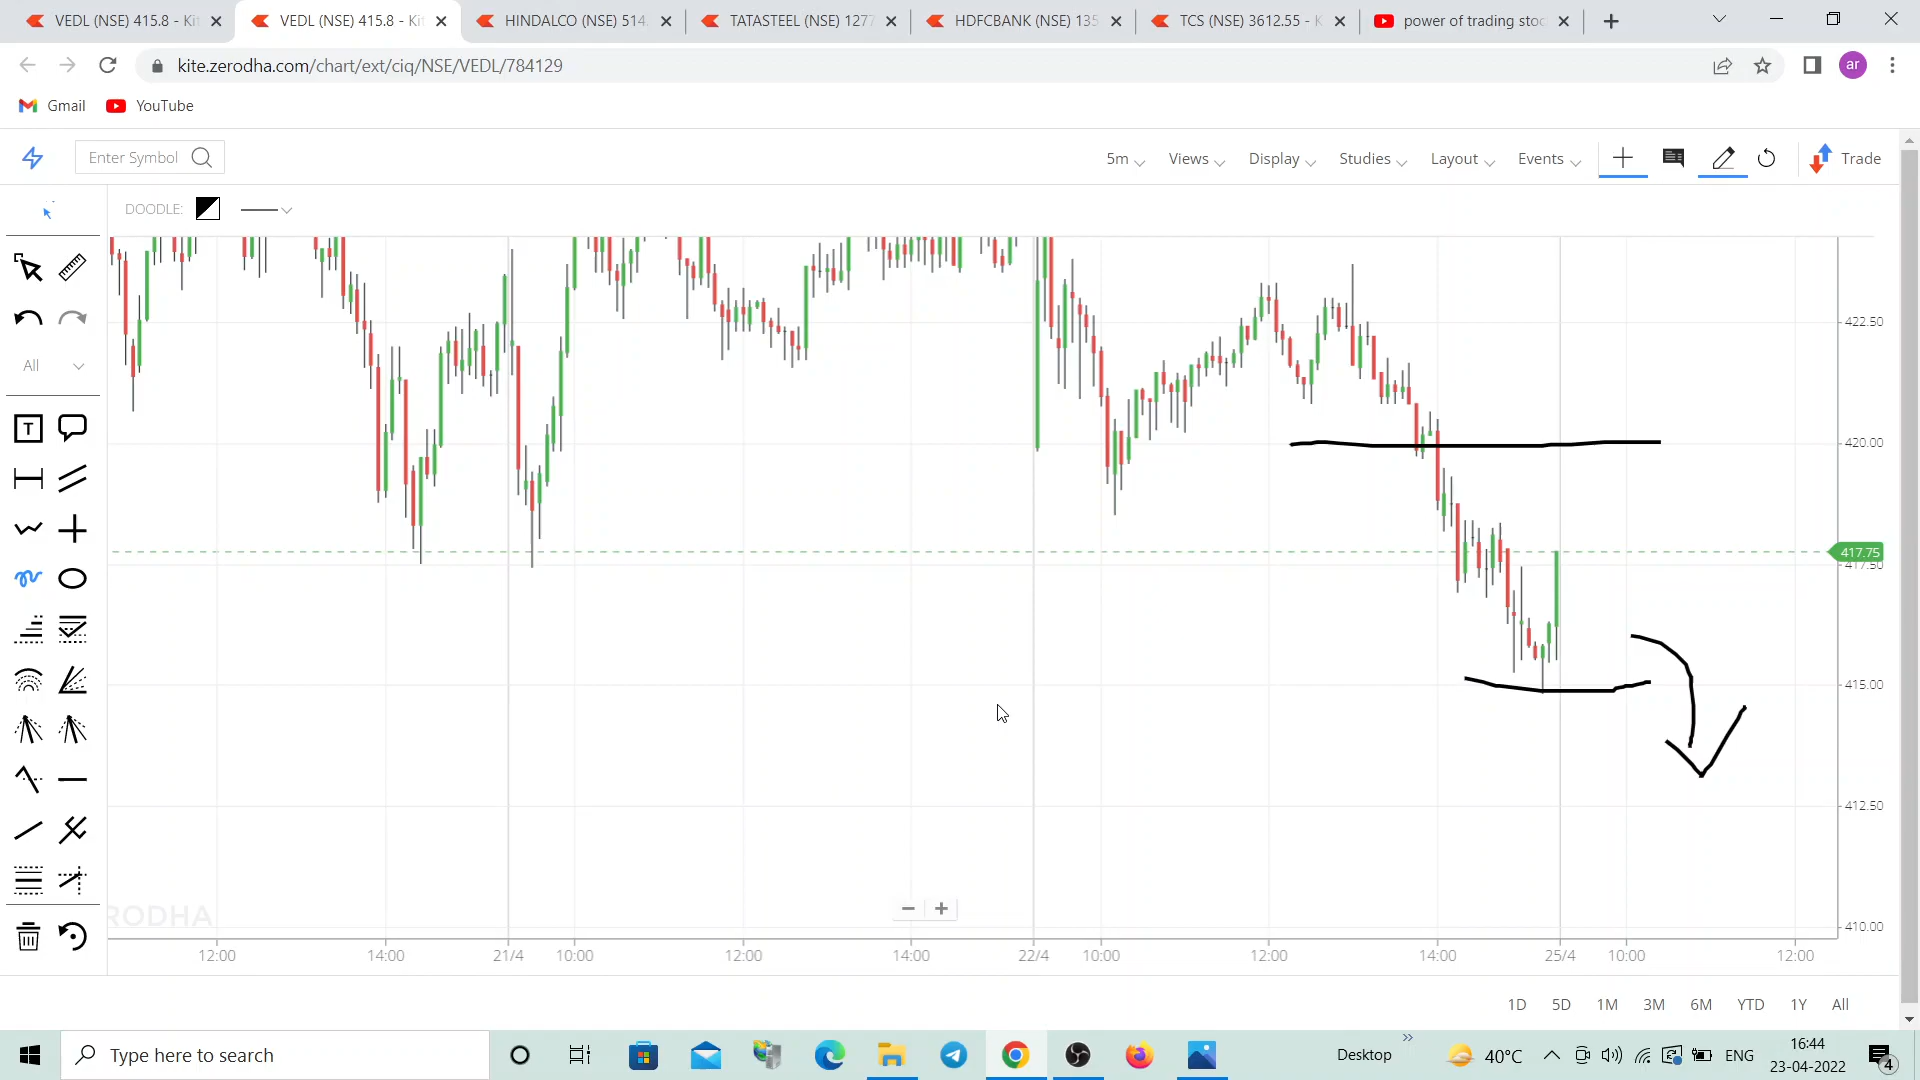 VEDL (NSE) 415.8 - Kit
VEDL (NSE) 415.8 - Kit
HINDALCO (NSE) 514.
TATASTEEL (NSE) 1277
HDFCBANK (NSE) 135
TCS (NSE) 3612.55 - K
power of trading stoc
kite.zerodha.com/chart/ext/ciq/NSE/VEDL/784129
ar
Gmail
YouTube
Enter Symbol
5m
Views
Display
Studies
Layout
Events
Trade
DOODLE:
All
T
422.50
420.00
417.75
417.50
415.00
412.50
410.00
RODHA
12:00
14:00
21/4
10:00
12:00
14:00
22/4
10:00
12:00
14:00
25/4
10:00
12:00
1D
5D
1M
3M
6M
YTD
1Y
All
Type here to search
Desktop
40°C
ENG
16:44
23-04-2022
4